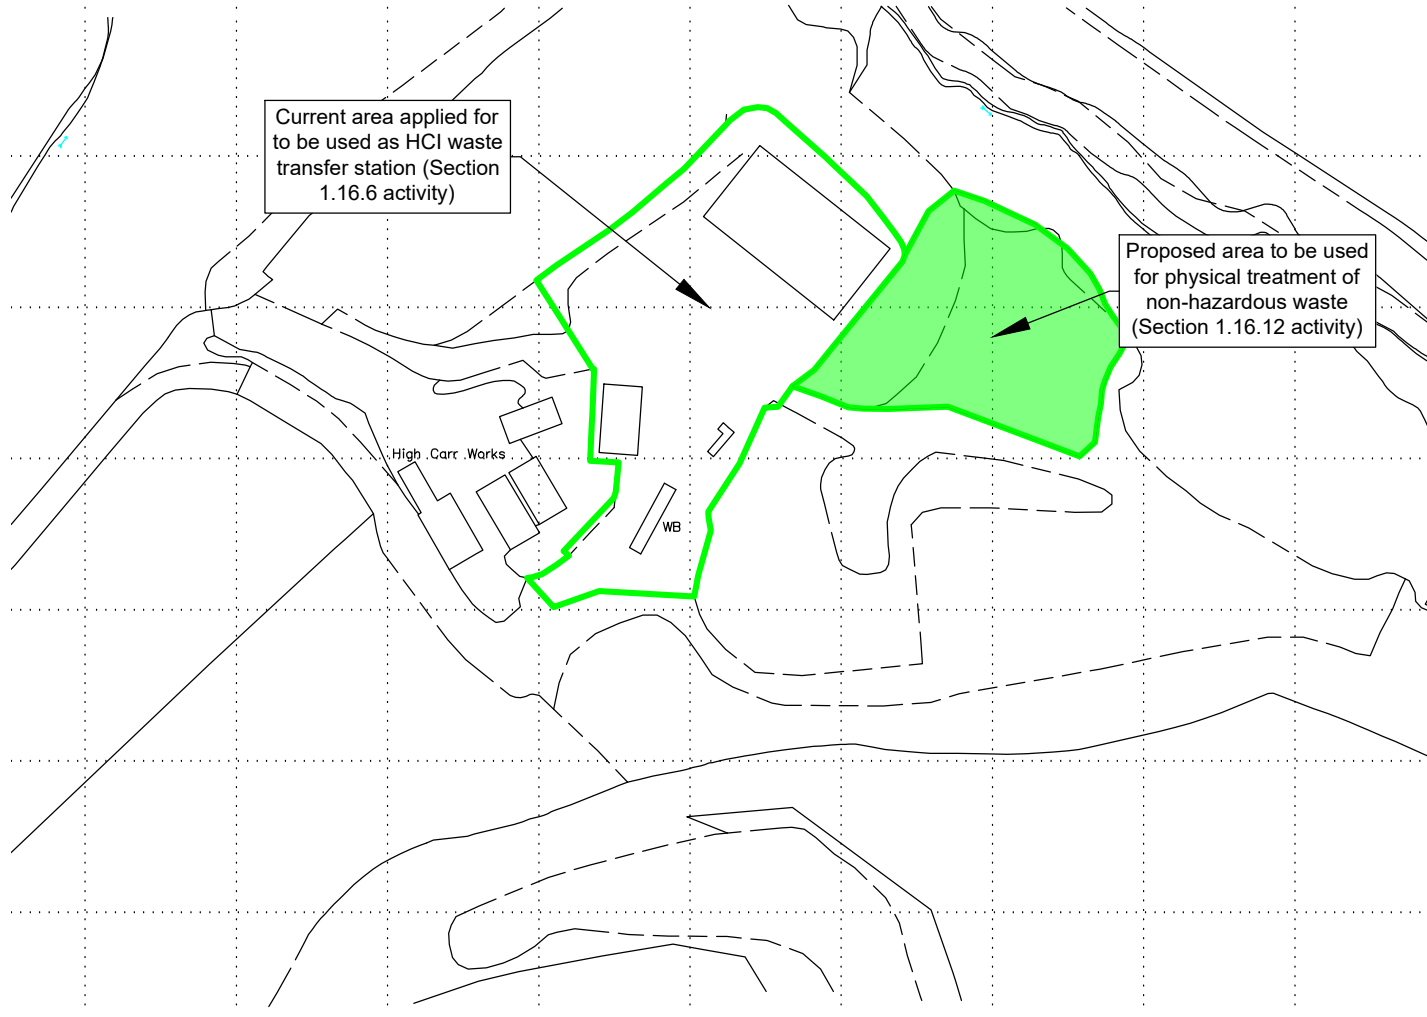 Current area applied for
to be used as HCI waste
transfer station (Section
1.16.6 activity)
Proposed area to be used
for physical treatment of
non-hazardous waste
(Section 1.16.12 activity)
High Carr Works
WB